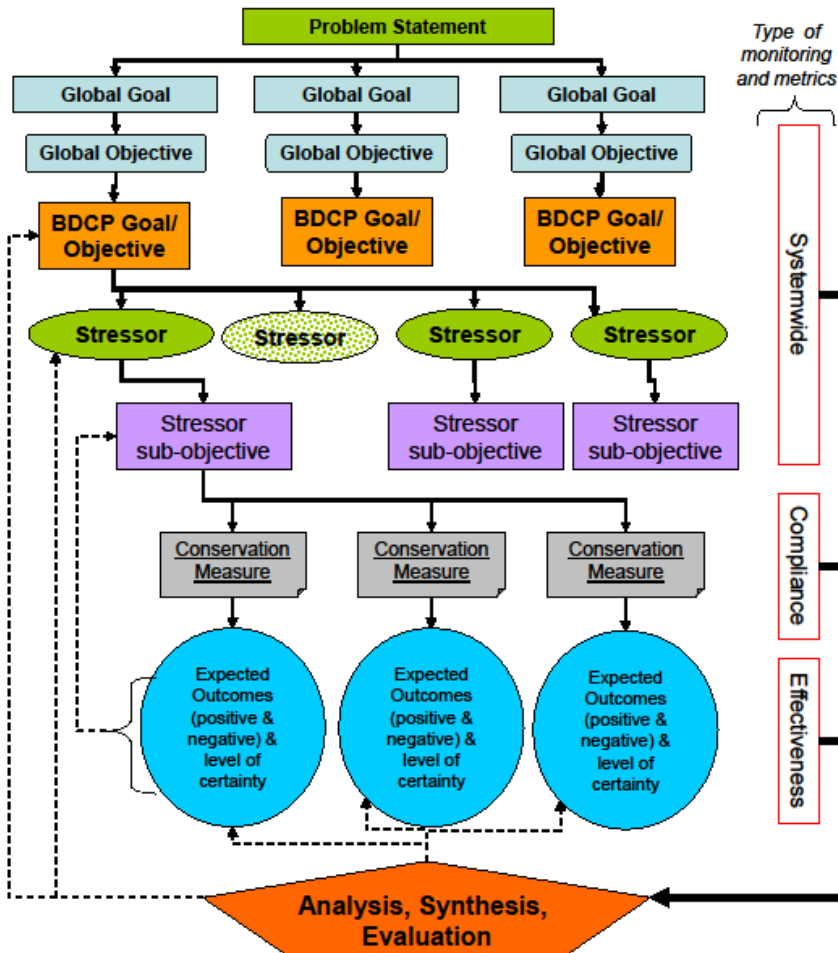 Problem Statement
Type of
monitoring
and metrics
Global Goal
Global Goal
Global Goal
Global Objective
Global Objective
Global Objective
BDCP Goal/
Objective
BDCP Goal/
Objective
BDCP Goal/
Objective
Systemwide
Stressor
Stressor
Stressor
Stressor
Stressor
sub-objective
Stressor
sub-objective
Stressor
sub-objective
Conservation
Measure
Conservation
Measure
Conservation
Measure
Compliance
Expected
Outcomes
(positive &
negative) &
level of
certainty
Expected
Outcomes
(positive &
negative) &
level of
certainty
Expected
Outcomes
(positive &
negative) &
level of
certainty
Effectiveness
Analysis, Synthesis,
Evaluation